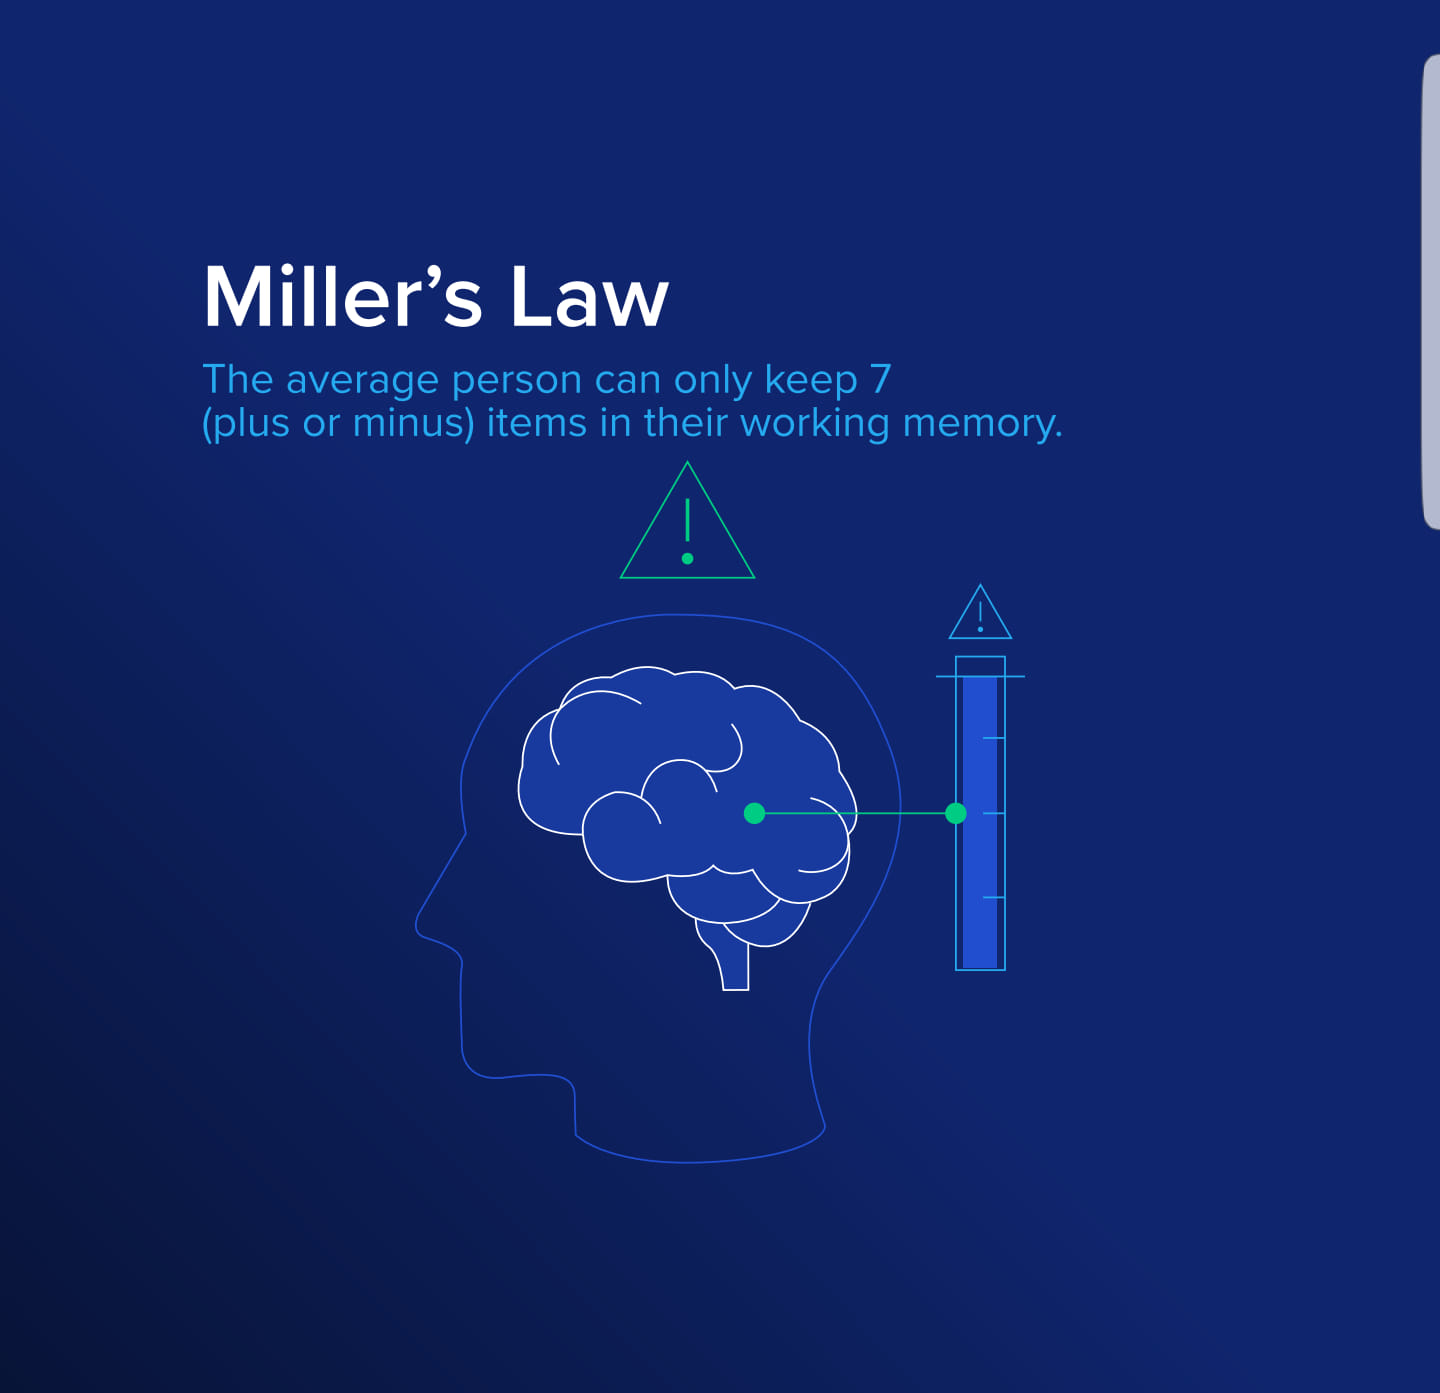 Miller’s Law
The average person can only keep 7
(plus or minus) items in their working memory.